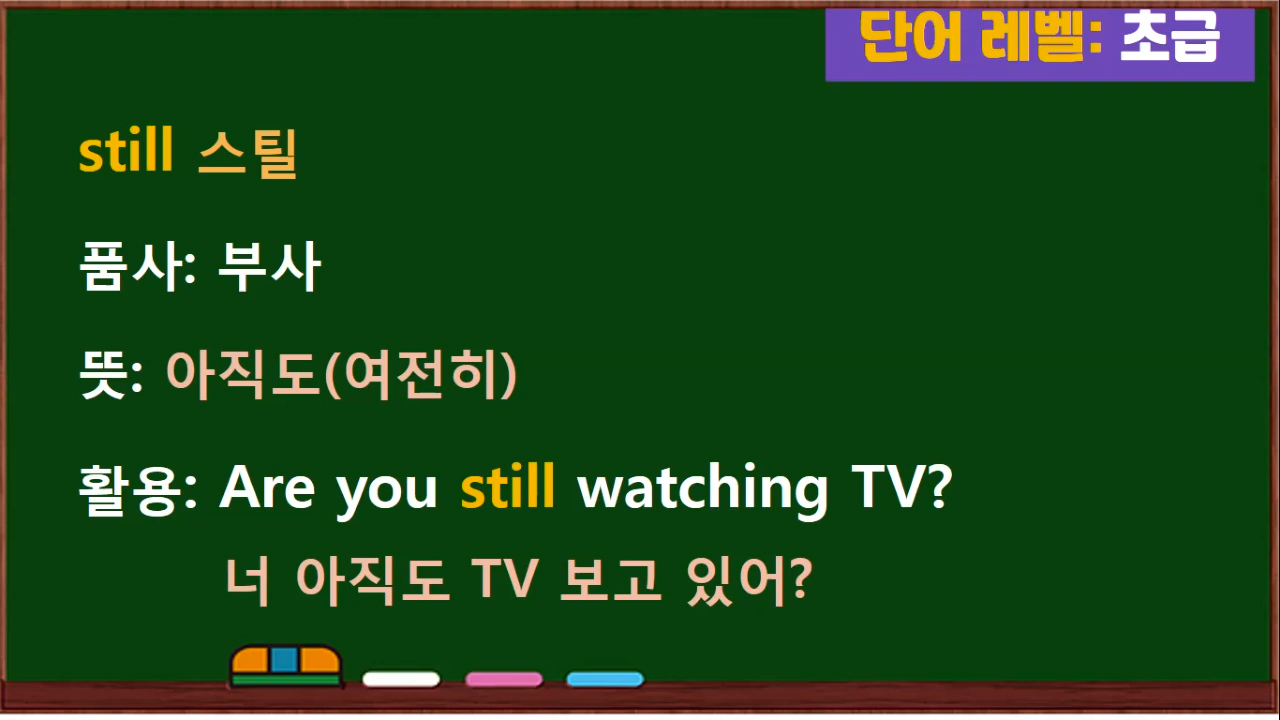 단어 레벨: 초급
still 스틸
품사: 부사
뜻: 아직도(여전히)
활용: Are you still watching TV?
너 아직도 TV 보고 있어?